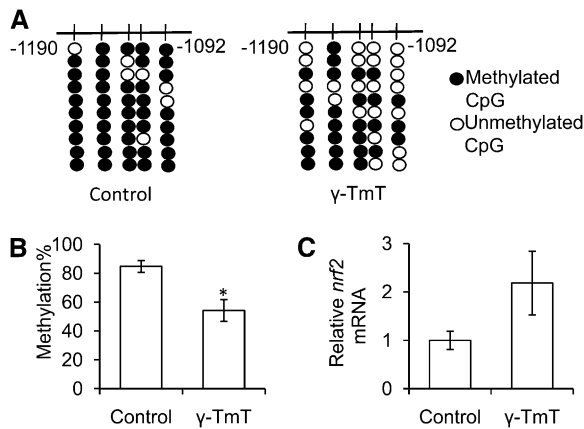 A
-1190
-1092
-1190
-1092
Methylated
CpG
Unmethylated
CpG
Control
γ-TmT
B
Methylation%
100
80
60
40
20
0
*
Control
γ-TmT
C
Relative nrf2
mRNA
3
2
1
0
Control
γ-TmT